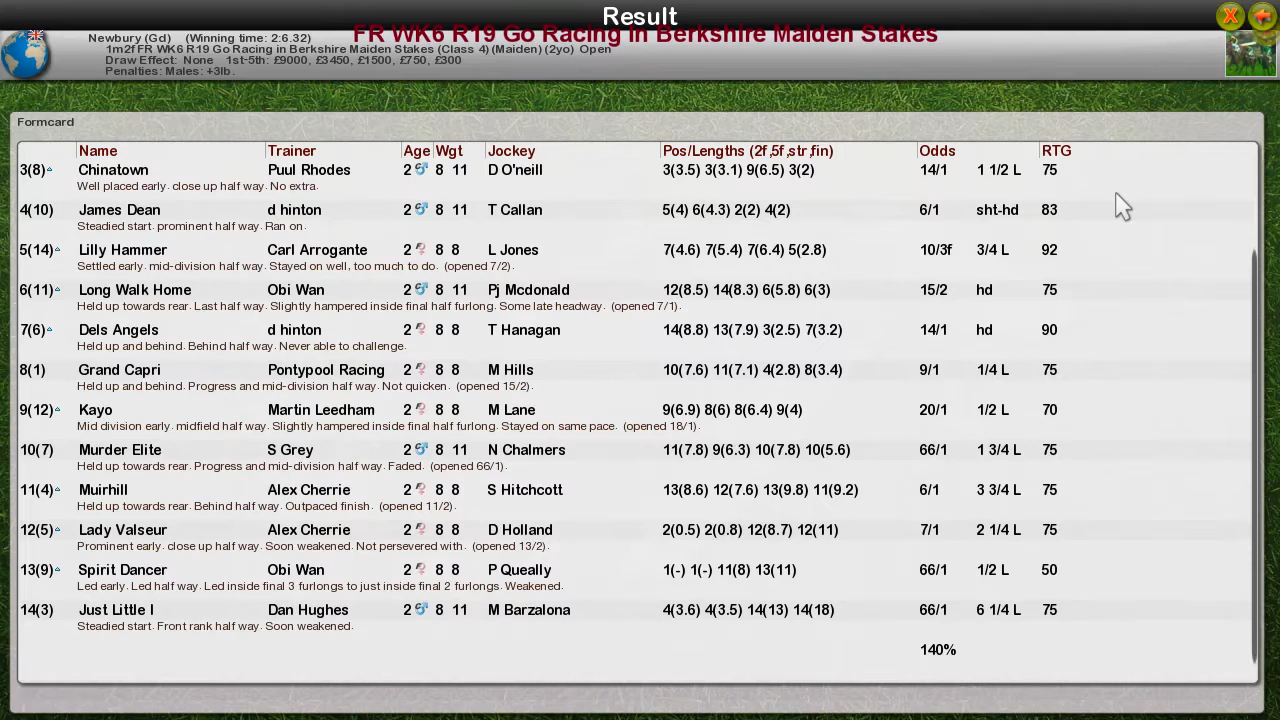 Result
FR WK6 R19 Go Racing in Berkshire Maiden Stakes
Newbury (Gd) (Winning time: 2:6.32)
1m2f FR WK6 R19 Go Racing in Berkshire Maiden Stakes (Class 4) (Maiden) (2yo) Open
Draw Effect: None 1st-5th: £9000, £3450, £1500, £750, £300
Penalties: Males: +3lb.
Formcard
Name Trainer Age Wgt Jockey Pos/Lengths (2f,5f,str,fin) Odds RTG
3(8) Chinatown Puul Rhodes 2 8 11 D O'neill 3(3.5) 3(3.1) 9(6.5) 3(2) 14/1 1 1/2 L 75
Well placed early. close up half way. No extra.
4(10) James Dean d hinton 2 8 11 T Callan 5(4) 6(4.3) 2(2) 4(2) 6/1 sht-hd 83
Steadied start. prominent half way. Ran on.
5(14) Lilly Hammer Carl Arrogante 2 8 8 L Jones 7(4.6) 7(5.4) 7(6.4) 5(2.8) 10/3f 3/4 L 92
Settled early. mid-division half way. Stayed on well, too much to do. (opened 7/2).
6(11) Long Walk Home Obi Wan 2 8 11 Pj Mcdonald 12(8.5) 14(8.3) 6(5.8) 6(3) 15/2 hd 75
Held up towards rear. Last half way. Slightly hampered inside final half furlong. Some late headway. (opened 7/1).
7(6) Dels Angels d hinton 2 8 8 T Hanagan 14(8.8) 13(7.9) 3(2.5) 7(3.2) 14/1 hd 90
Held up and behind. Behind half way. Never able to challenge.
8(1) Grand Capri Pontypool Racing 2 8 8 M Hills 10(7.6) 11(7.1) 4(2.8) 8(3.4) 9/1 1/4 L 75
Held up and behind. Progress and mid-division half way. Not quicken. (opened 15/2).
9(12) Kayo Martin Leedham 2 8 8 M Lane 9(6.9) 8(6) 8(6.4) 9(4) 20/1 1/2 L 70
Mid division early. midfield half way. Slightly hampered inside final half furlong. Stayed on same pace. (opened 18/1).
10(7) Murder Elite S Grey 2 8 11 N Chalmers 11(7.8) 9(6.3) 10(7.8) 10(5.6) 66/1 1 3/4 L 75
Held up towards rear. Progress and mid-division half way. Faded. (opened 66/1).
11(4) Muirhill Alex Cherrie 2 8 8 S Hitchcott 13(8.6) 12(7.6) 13(9.8) 11(9.2) 6/1 3 3/4 L 75
Held up towards rear. Behind half way. Outpaced finish. (opened 11/2).
12(5) Lady Valseur Alex Cherrie 2 8 8 D Holland 2(0.5) 2(0.8) 12(8.7) 12(11) 7/1 2 1/4 L 75
Prominent early. close up half way. Soon weakened. Not persevered with. (opened 13/2).
13(9) Spirit Dancer Obi Wan 2 8 8 P Queally 1(-) 1(-) 11(8) 13(11) 66/1 1/2 L 50
Led early. Led half way. Led inside final 3 furlongs to just inside final 2 furlongs. Weakened.
14(3) Just Little I Dan Hughes 2 8 11 M Barzalona 4(3.6) 4(3.5) 14(13) 14(18) 66/1 6 1/4 L 75
Steadied start. Front rank half way. Soon weakened.
140%